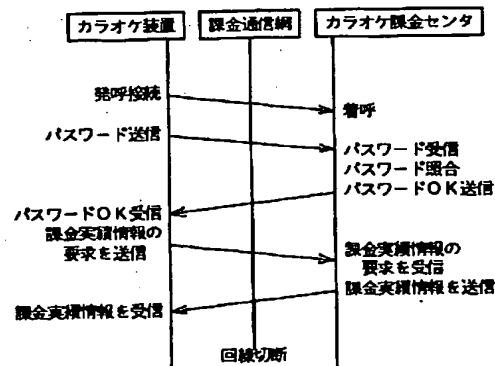 カラオケ装置
課金通信網
カラオケ課金センタ
発呼接続
着呼
パスワード送信
パスワード受信
パスワード照合
パスワードOK送信
パスワードOK受信
課金実績情報の
要求を送信
課金実績情報の
要求を受信
課金実績情報を送信
課金実績情報を受信
回線切断